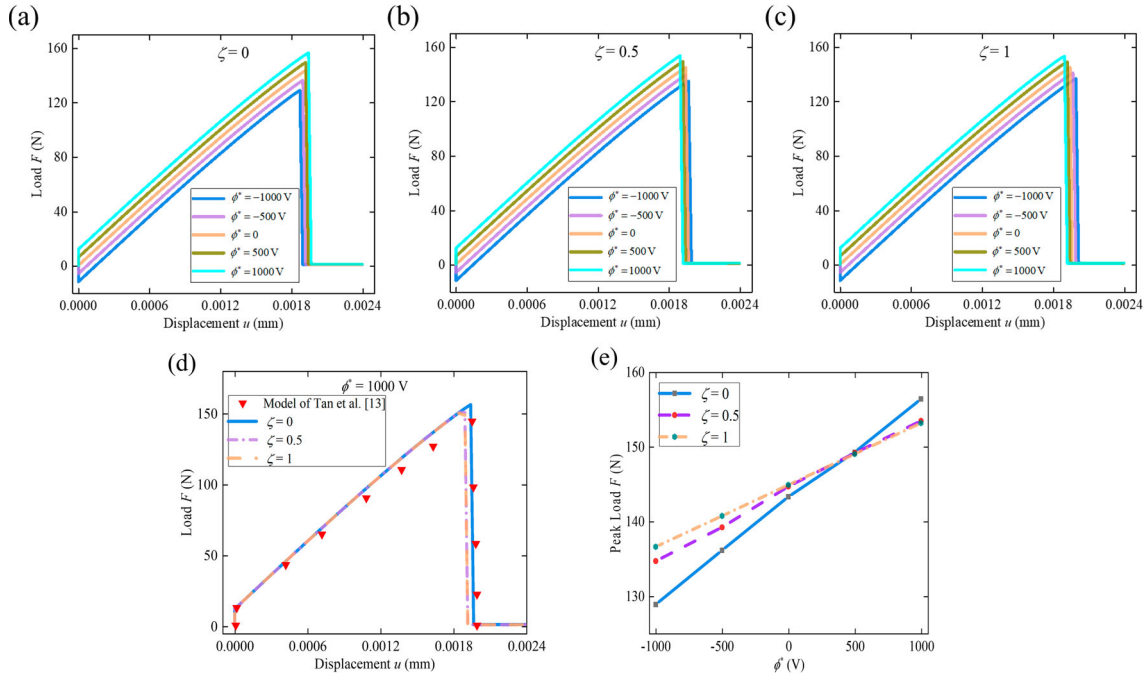 (a)
ζ = 0
160
120
80
40
0
Load F (N)
ϕ* = −1000 V
ϕ* = −500 V
ϕ* = 0
ϕ* = 500 V
ϕ* = 1000 V
0.0000 0.0006 0.0012 0.0018 0.0024
Displacement u (mm)
(b)
ζ = 0.5
160
120
80
40
0
Load F (N)
ϕ* = −1000 V
ϕ* = −500 V
ϕ* = 0
ϕ* = 500 V
ϕ* = 1000 V
0.0000 0.0006 0.0012 0.0018 0.0024
Displacement u (mm)
(c)
ζ = 1
160
120
80
40
0
Load F (N)
ϕ* = −1000 V
ϕ* = −500 V
ϕ* = 0
ϕ* = 500 V
ϕ* = 1000 V
0.0000 0.0006 0.0012 0.0018 0.0024
Displacement u (mm)
(d)
ϕ* = 1000 V
Model of Tan et al. [13]
ζ = 0
ζ = 0.5
ζ = 1
150
100
50
0
Load F (N)
0.0000 0.0006 0.0012 0.0018 0.0024
Displacement u (mm)
(e)
ζ = 0
ζ = 0.5
ζ = 1
160
150
140
130
Peak Load F (N)
-1000 -500 0 500 1000
ϕ* (V)